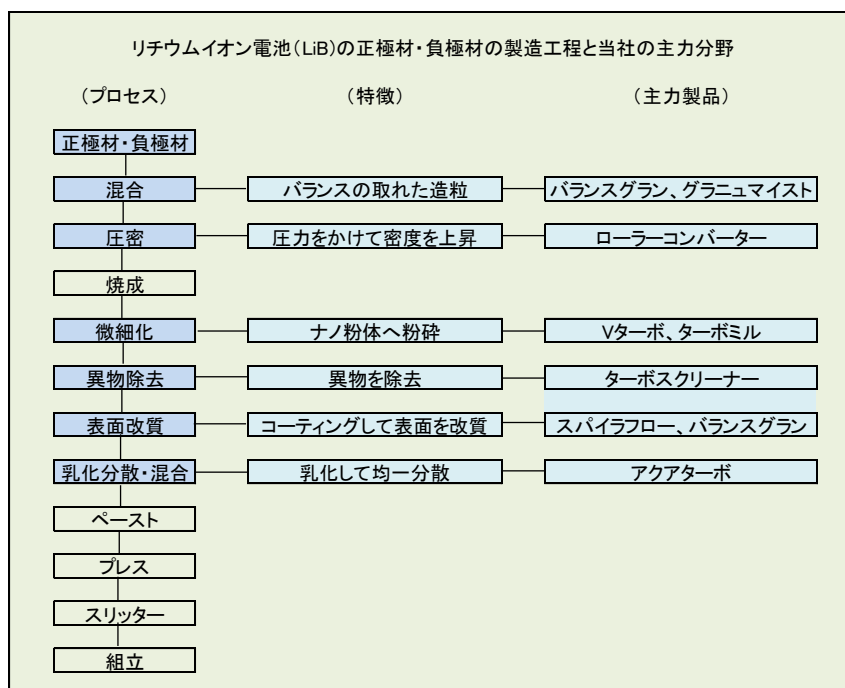 リチウムイオン電池(LiB)の正極材・負極材の製造工程と当社の主力分野
(プロセス) (特徴) (主力製品)
正極材・負極材
混合 バランスの取れた造粒 バランスグラン、グラニュマイスト
圧密 圧力をかけて密度を上昇 ローラーコンバーター
焼成
微細化 ナノ粉体へ粉砕 Vターボ、ターボミル
異物除去 異物を除去 ターボスクリーナー
表面改質 コーティングして表面を改質 スパイラフロー、バランスグラン
乳化分散・混合 乳化して均一分散 アクアターボ
ペースト
プレス
スリッター
組立